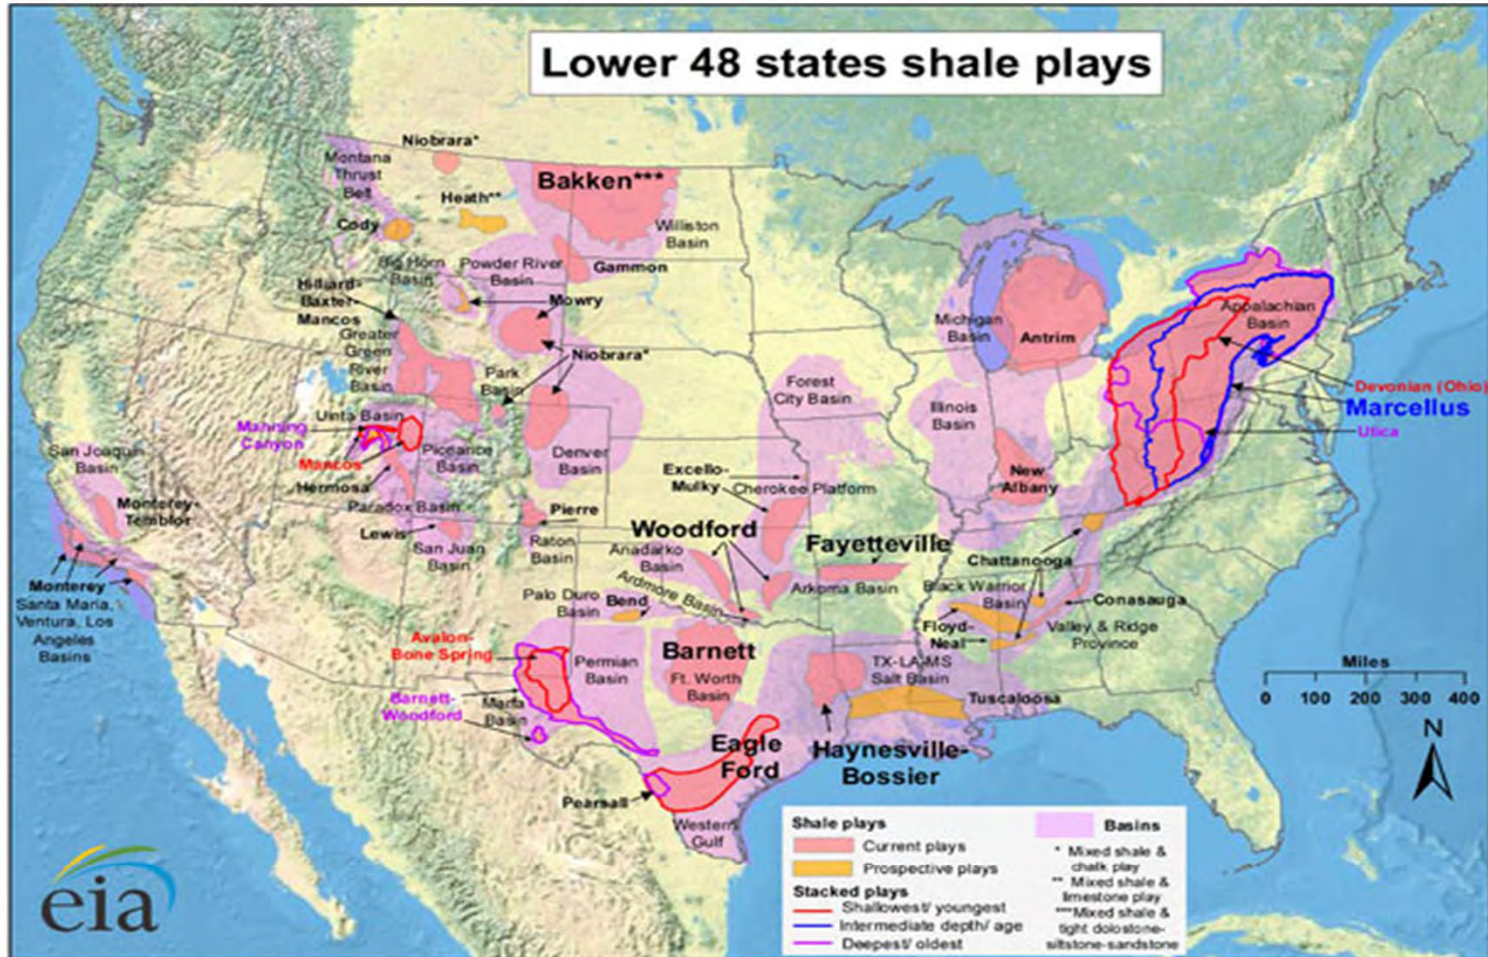 Lower 48 states shale plays
Niobrara*
Montana
Thrust
Belt
Bakken***
Heath**
Cody
Williston
Basin
Big Horn
Basin
Powder River
Basin
Gammon
Hilliard-
Baxter-
Mancos
Mowry
Greater
Green
River
Basin
Niobrara*
Park
Basin
Michigan
Basin
Antrim
Appalachian
Basin
Forest
City Basin
Illinois
Basin
Devonian (Ohio)
Marcellus
Utica
Uinta Basin
Manning
Canyon
Mancos
Piceance
Basin
Denver
Basin
San Joaquin
Basin
Hermosa
Excello-
Mulky
Cherokee Platform
New
Albany
Monterey-
Temblor
Paradox Basin
Pierre
Lewis
San Juan
Basin
Raton
Basin
Woodford
Anadarko
Basin
Fayetteville
Chattanooga
Monterey
Santa Maria,
Ventura, Los
Angeles
Basins
Palo Duro
Basin
Bend
Ardmore Basin
Arkoma Basin
Black Warrior
Basin
Conasauga
Floyd-
Neal
Valley & Ridge
Province
Avalon-
Bone Spring
Permian
Basin
Barnett
Ft. Worth
Basin
TX-LA-MS
Salt Basin
Tuscaloosa
Barnett-
Woodford
Marfa
Basin
Eagle
Ford
Haynesville-
Bossier
Pearsall
Western
Gulf
Miles
0 100 200 300 400
N
Shale plays
Current plays
Prospective plays
Stacked plays
Shallowest/ youngest
Intermediate depth/ age
Deepest/ oldest
Basins
* Mixed shale &
chalk play
** Mixed shale &
limestone play
***Mixed shale &
tight dolostone-
siltstone-sandstone
eia